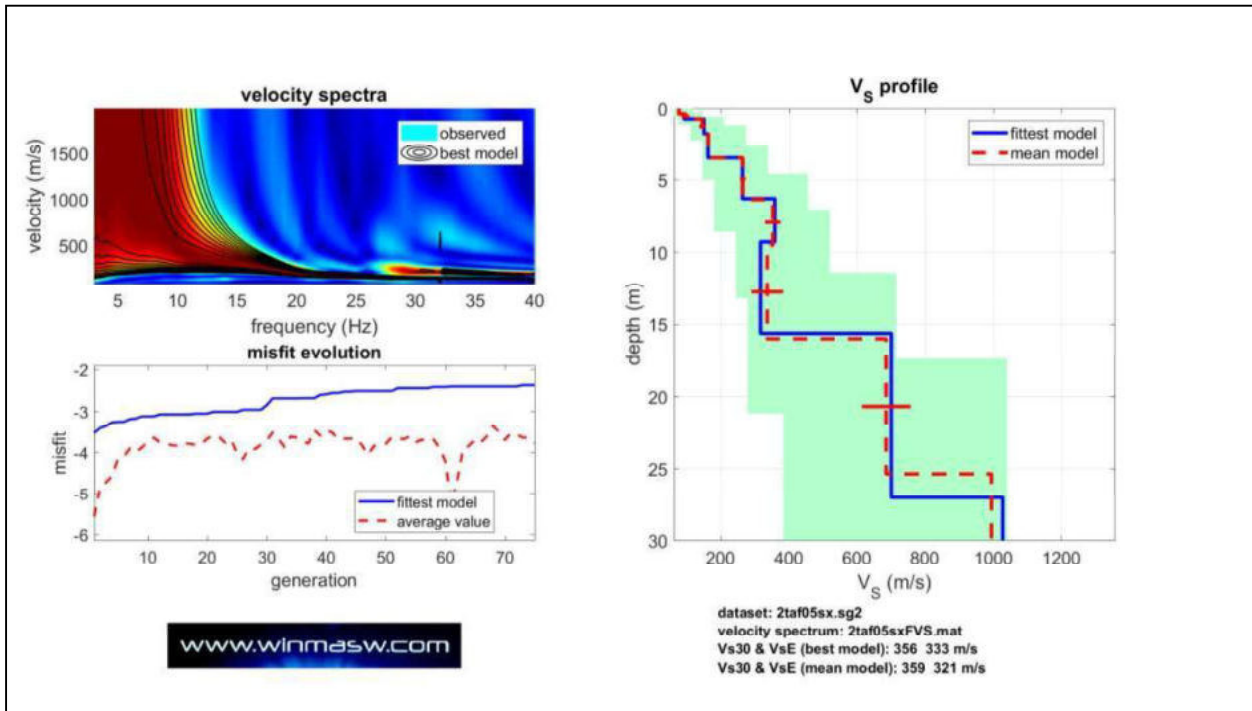 velocity spectra
observed
best model
velocity (m/s)
1500
1000
500
5 10 15 20 25 30 35 40
frequency (Hz)
misfit evolution
-2
-3
-4
-5
-6
misfit
fittest model
average value
10 20 30 40 50 60 70
generation
www.winmasw.com
VS profile
fittest model
mean model
0
5
10
15
20
25
30
depth (m)
200 400 600 800 1000 1200
VS (m/s)
dataset: 2taf05sx.sg2
velocity spectrum: 2taf05sxFVS.mat
Vs30 & VsE (best model): 356 333 m/s
Vs30 & VsE (mean model): 359 321 m/s